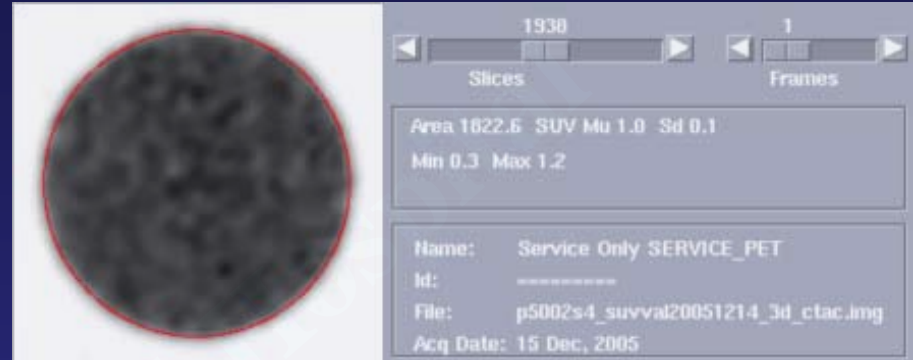 1938
1
Slices
Frames
Area 1822.6 SUV Mu 1.0 Sd 0.1
Min 0.3 Max 1.2
Name: Service Only SERVICE_PET
Id: ---------
File: p5002s4_suvval20051214_3d_ctac.img
Acq Date: 15 Dec, 2005